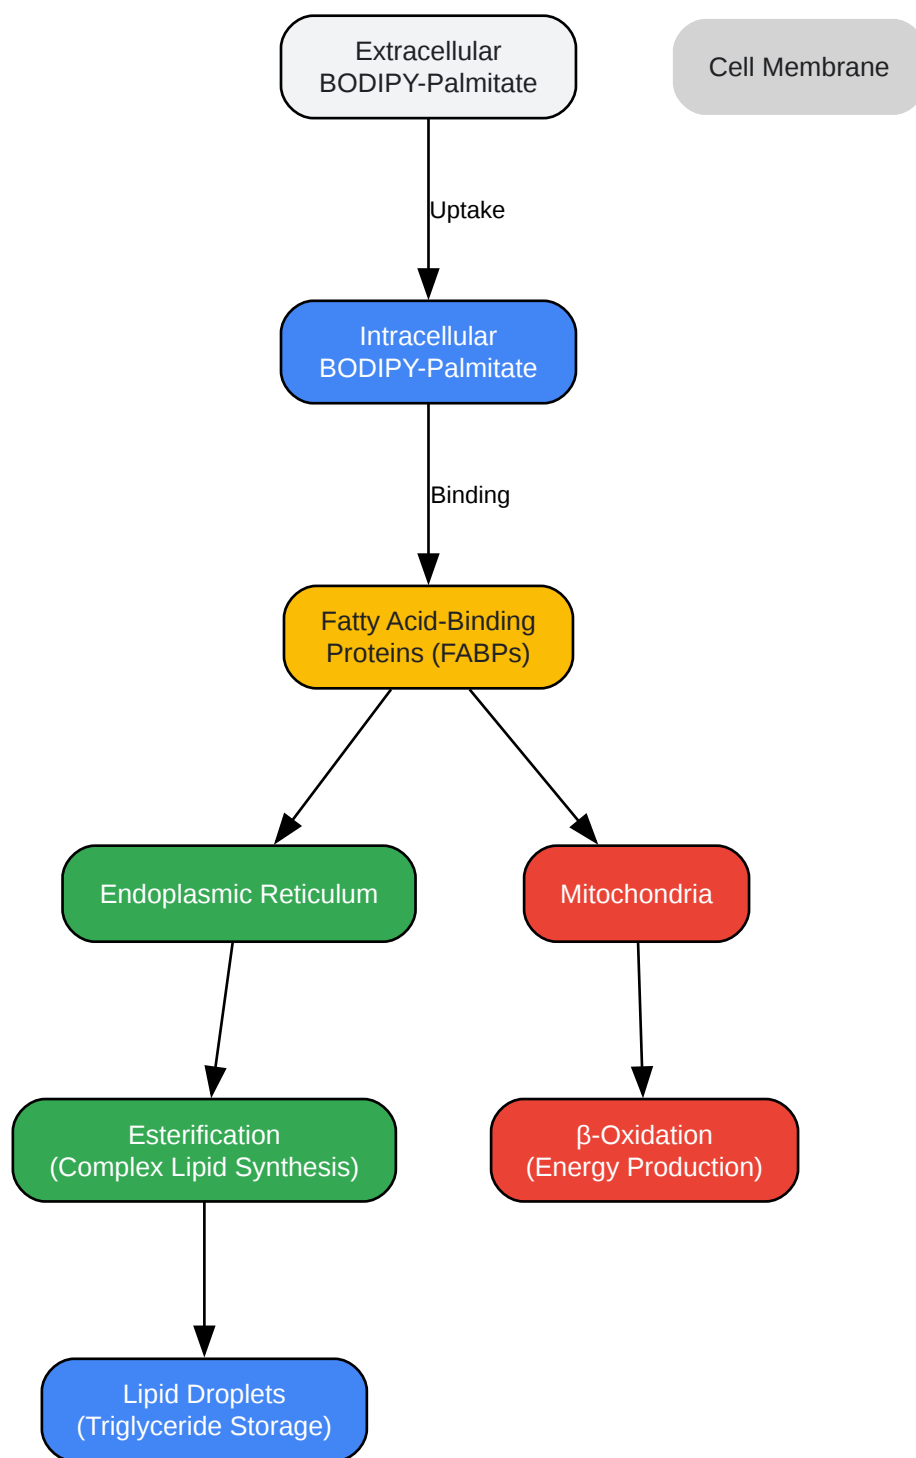 Extracellular
BODIPY-Palmitate
Cell Membrane
Uptake
Intracellular
BODIPY-Palmitate
Binding
Fatty Acid-Binding
Proteins (FABPs)
Endoplasmic Reticulum
Mitochondria
Esterification
(Complex Lipid Synthesis)
β-Oxidation
(Energy Production)
Lipid Droplets
(Triglyceride Storage)